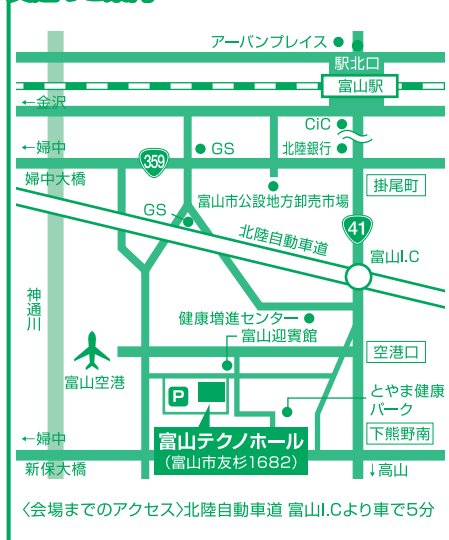 アーバンプレイス
駅北口
富山駅
←金沢
CiC
←婦中
359
GS
北陸銀行
婦中大橋
掛尾町
富山市公設地方卸売市場
GS
41
北陸自動車道
富山I.C
神通川
健康増進センター
富山迎賓館
空港口
富山空港
P
とやま健康
パーク
←婦中
富山テクノホール
下熊野南
(富山市友杉1682)
新保大橋
↓高山
〈会場までのアクセス〉北陸自動車道 富山I.Cより車で5分